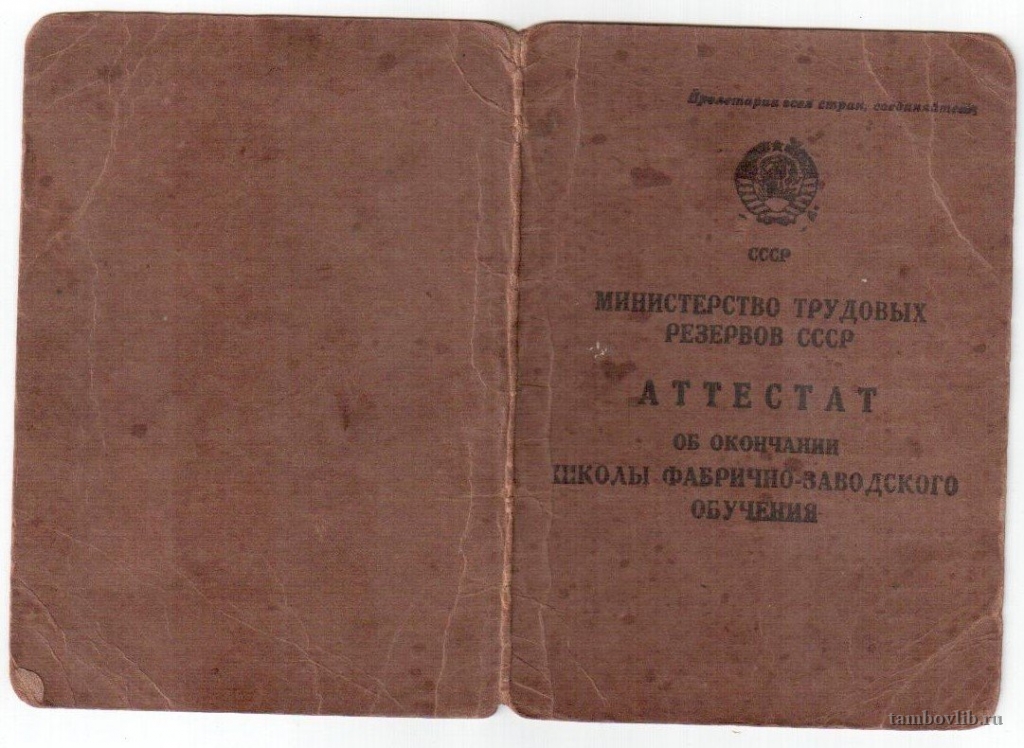 Пролетарии всех стран, соединяйтесь
СССР
МИНИСТЕРСТВО ТРУДОВЫХ
РЕЗЕРВОВ СССР
АТТЕСТАТ
ОБ ОКОНЧАНИИ
ШКОЛЫ ФАБРИЧНО-ЗАВОДСКОГО
ОБУЧЕНИЯ
tambovlib.ru